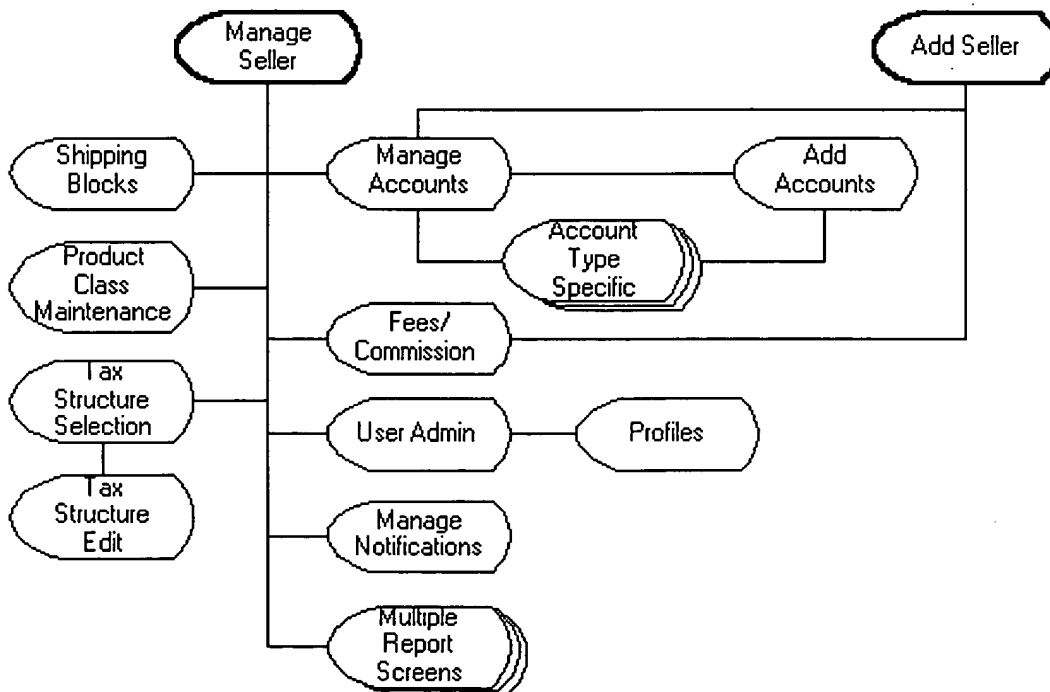 Manage
Seller
Add Seller
Shipping
Blocks
Manage
Accounts
Add
Accounts
Product
Class
Maintenance
Account
Type
Specific
Fees/
Commission
Tax
Structure
Selection
User Admin
Profiles
Tax
Structure
Edit
Manage
Notifications
Multiple
Report
Screens